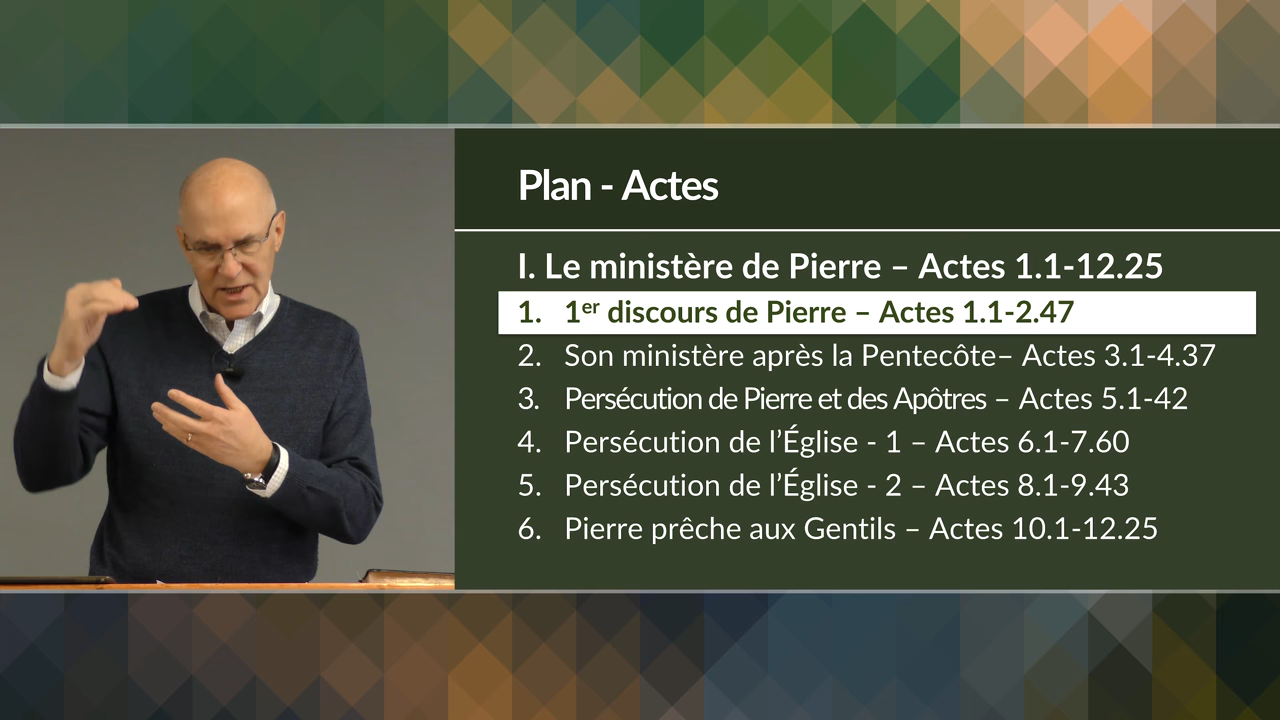 Plan - Actes
I. Le ministère de Pierre – Actes 1.1-12.25
1. 1er discours de Pierre – Actes 1.1-2.47
2. Son ministère après la Pentecôte– Actes 3.1-4.37
3. Persécution de Pierre et des Apôtres – Actes 5.1-42
4. Persécution de l’Église - 1 – Actes 6.1-7.60
5. Persécution de l’Église - 2 – Actes 8.1-9.43
6. Pierre prêche aux Gentils – Actes 10.1-12.25